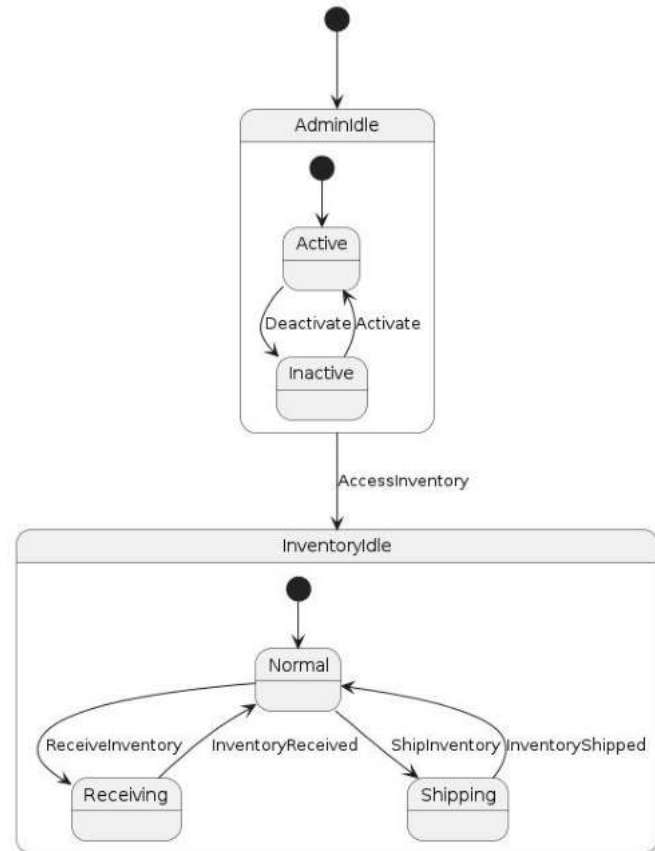 AdminIdle
Active
Deactivate Activate
Inactive
AccessInventory
InventoryIdle
Normal
ReceiveInventory InventoryReceived ShipInventory InventoryShipped
Receiving Shipping